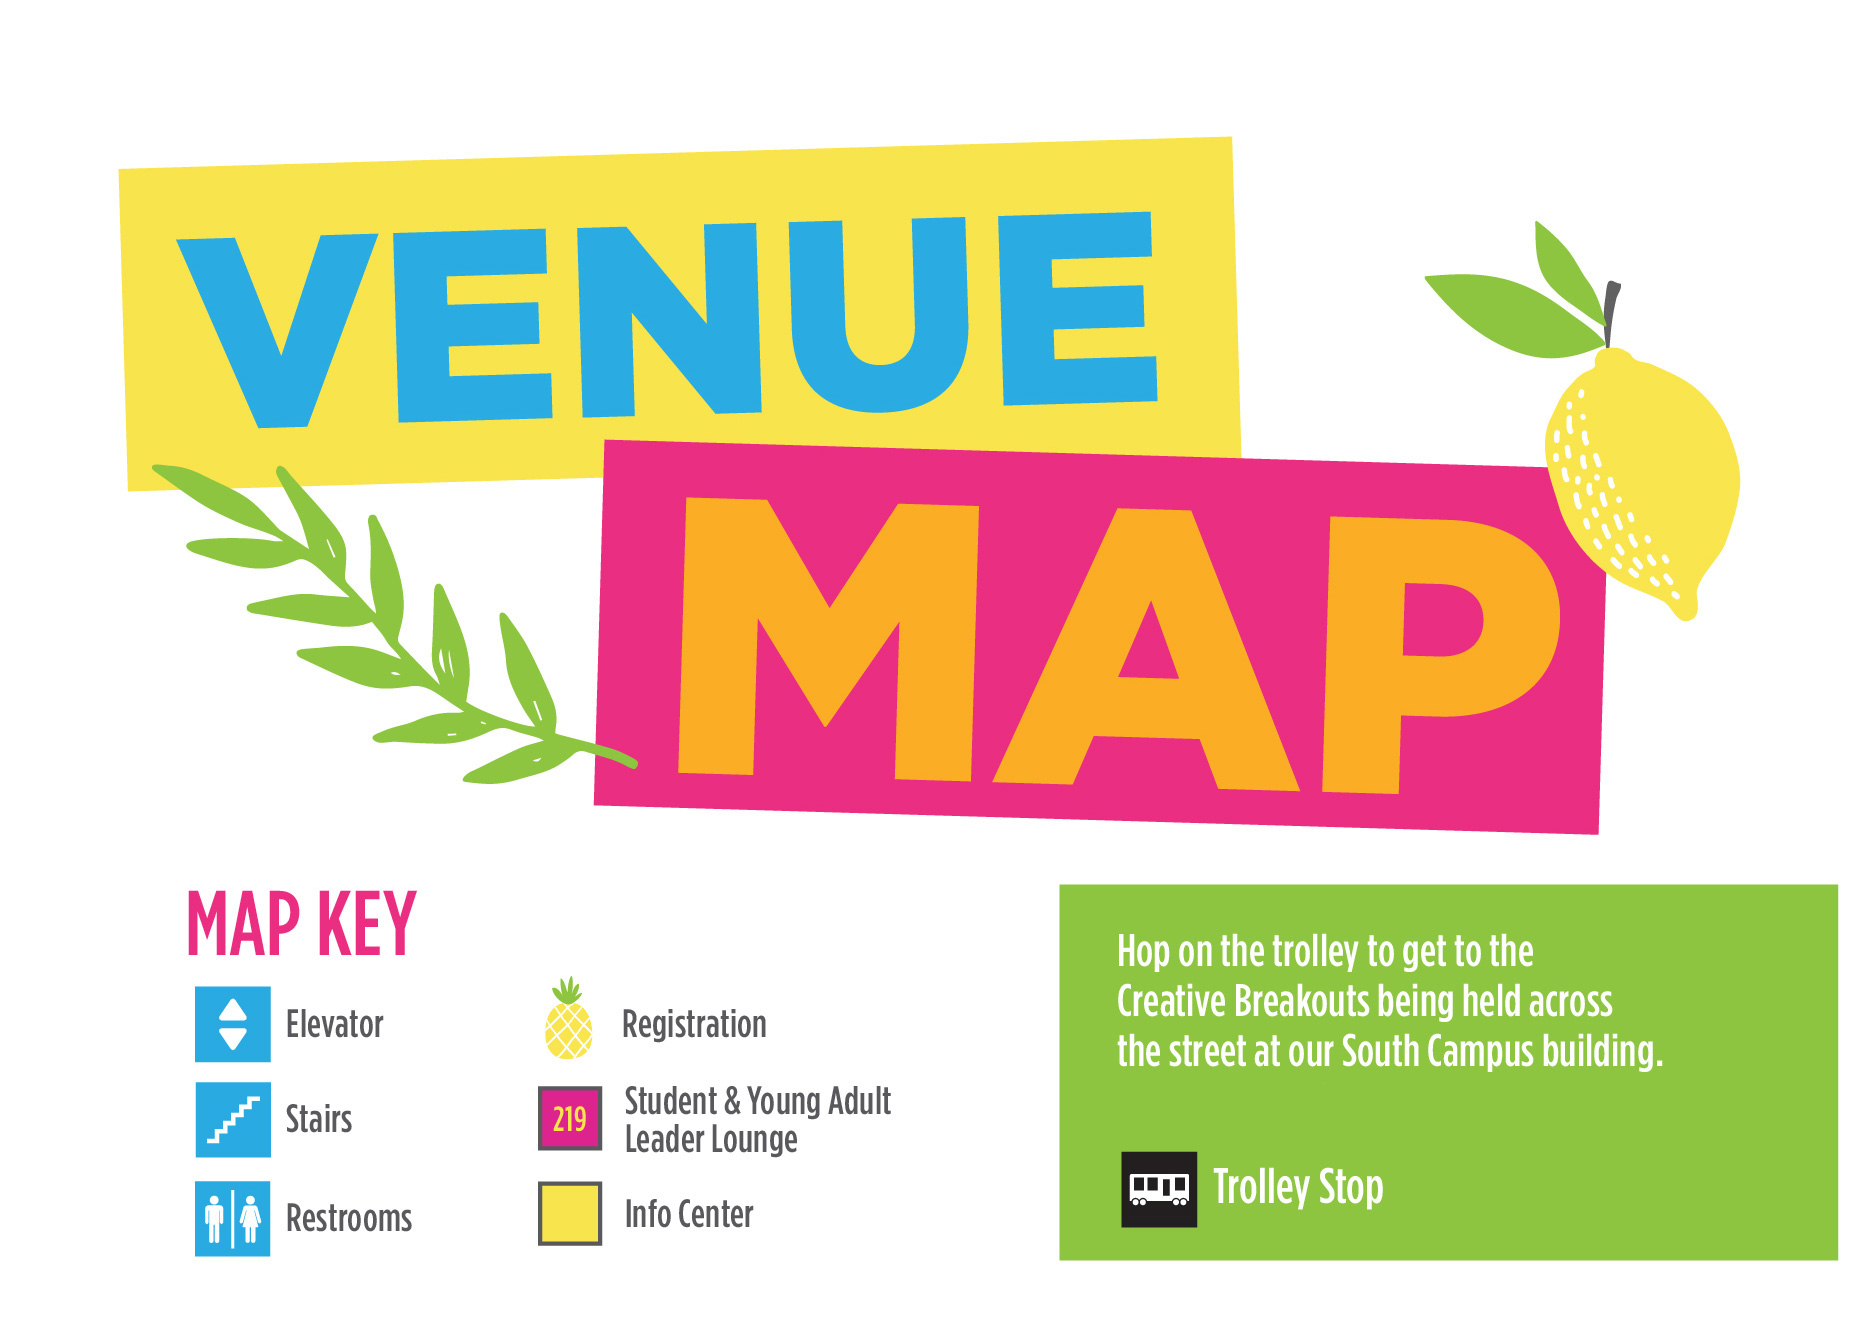 VENUE
MAP
MAP KEY
Elevator
Stairs
Restrooms
Registration
219
Student & Young Adult
Leader Lounge
Info Center
Hop on the trolley to get to the
Creative Breakouts being held across
the street at our South Campus building.
Trolley Stop